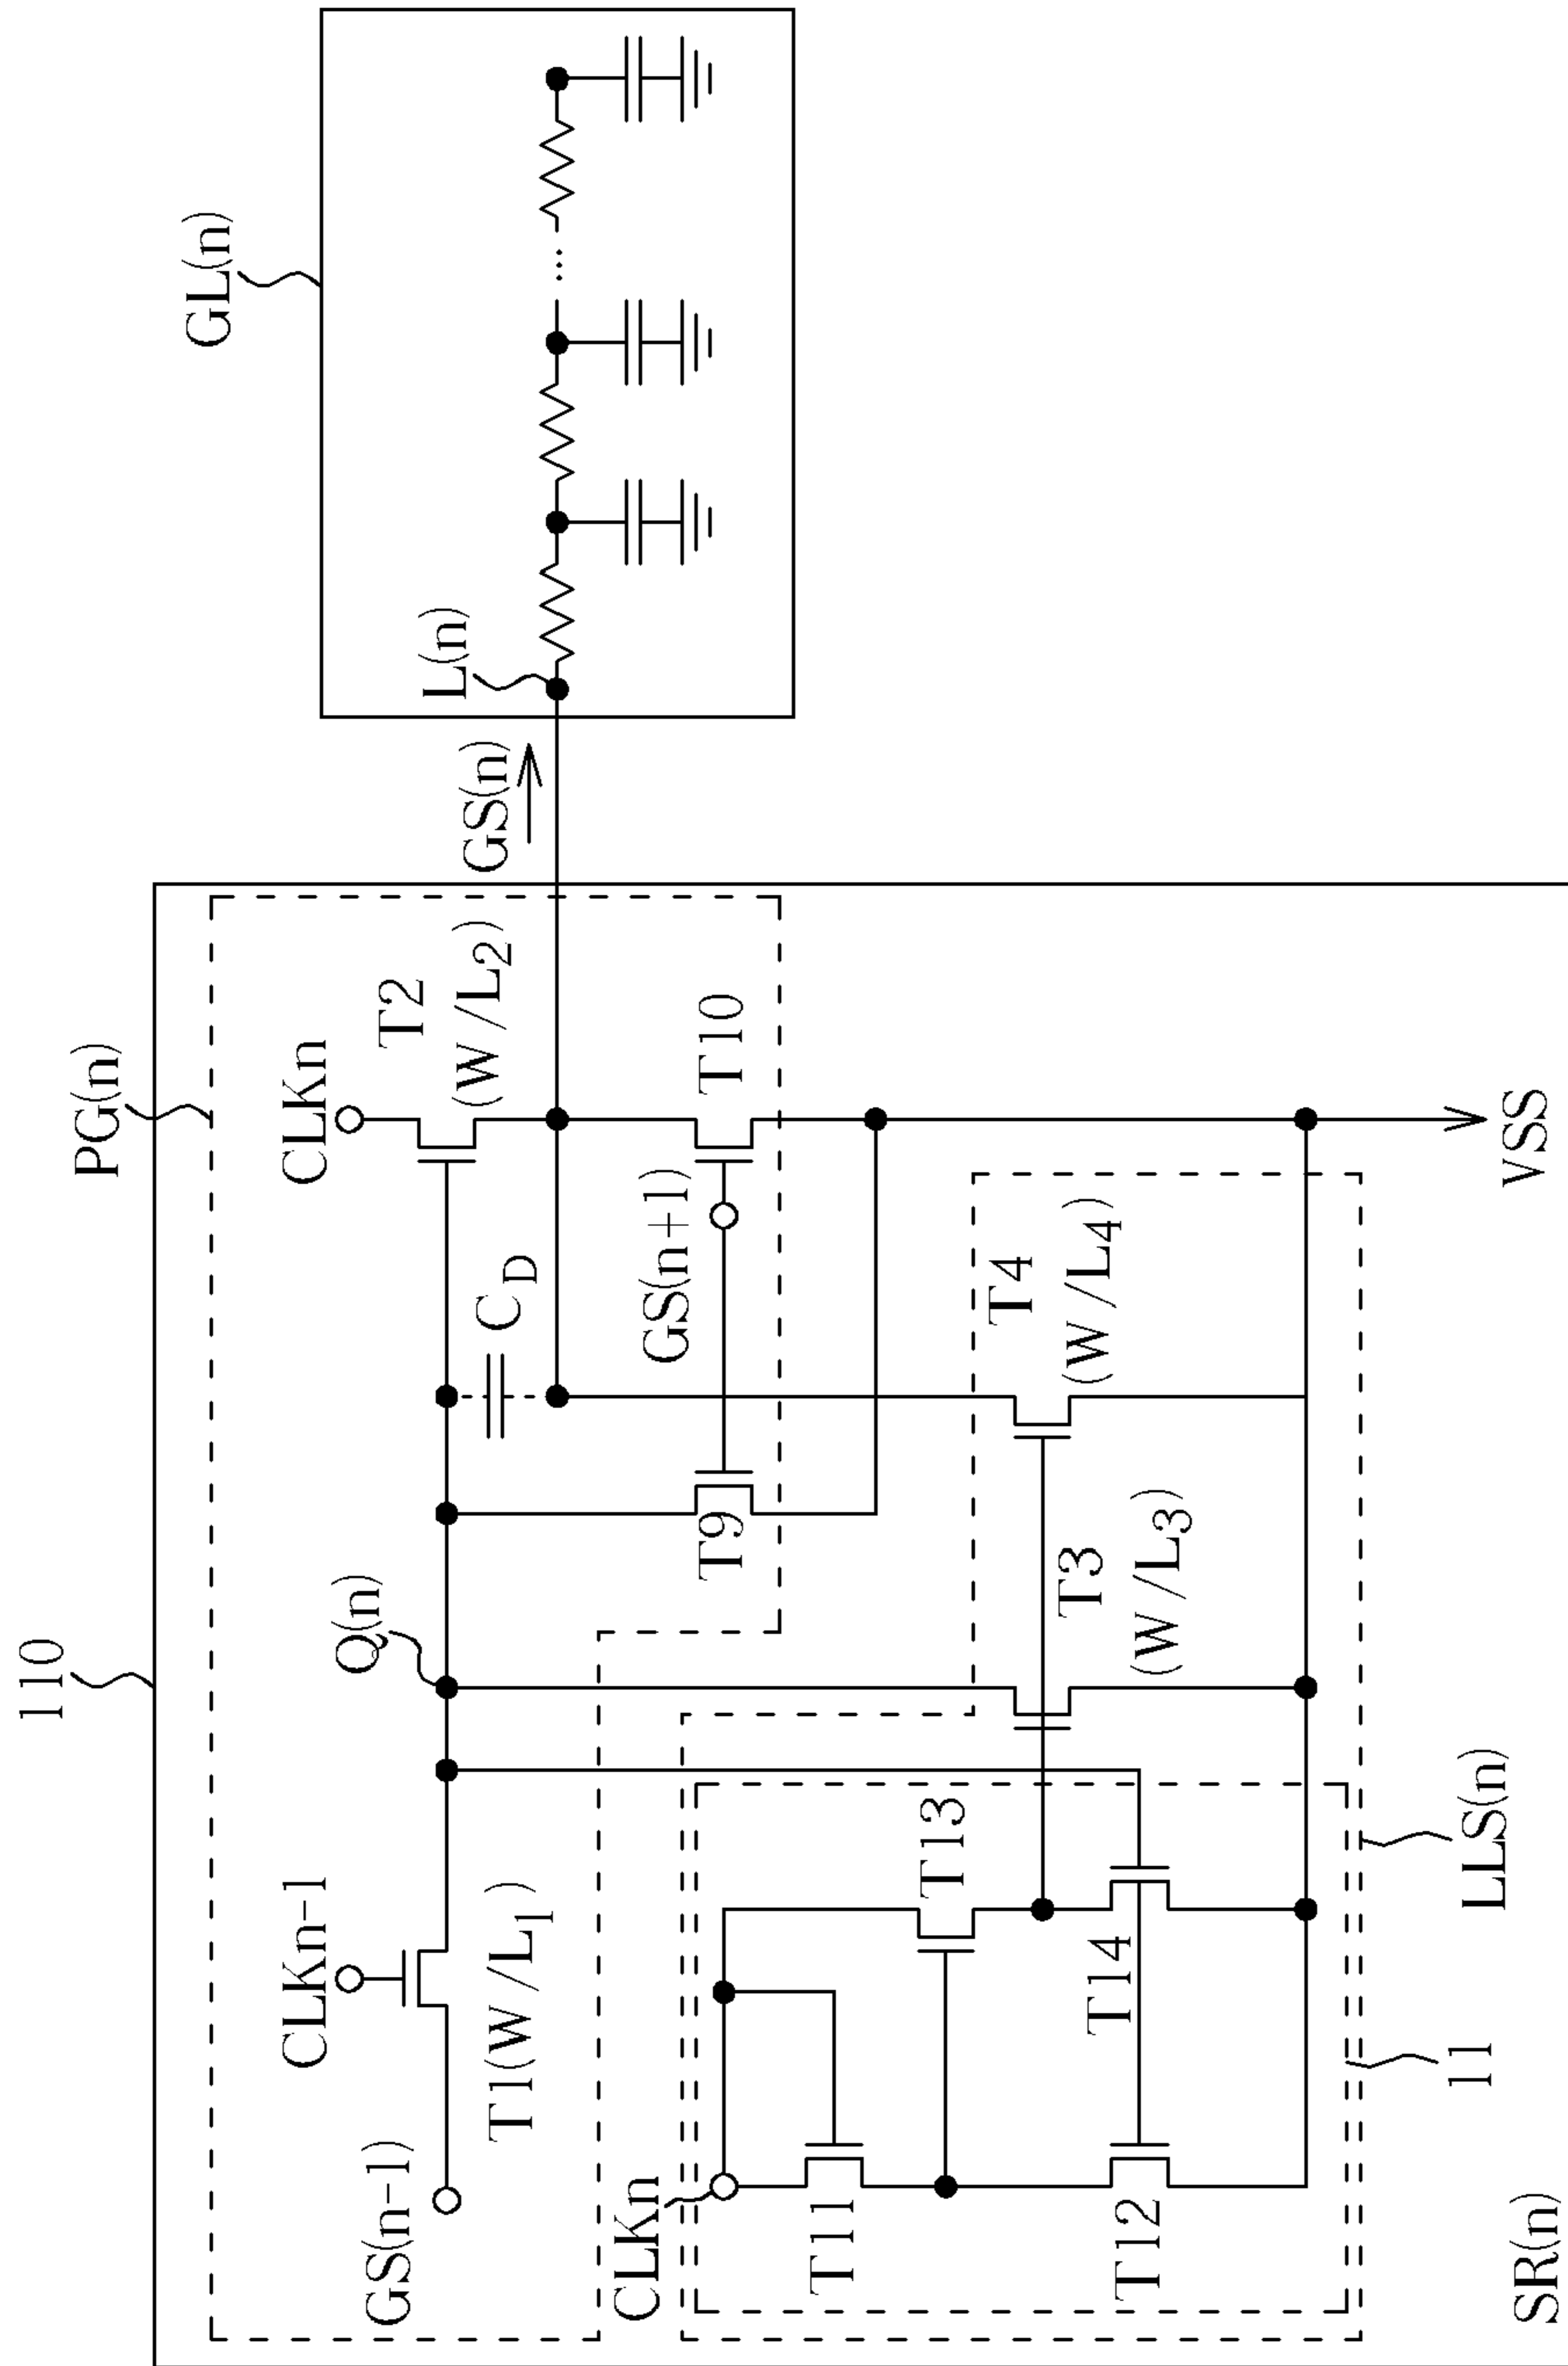 110
PG(n)
GL(n)
GS(n-1)
CLKn-1
Q(n)
CLKn
T2
(W/L2)
GS(n)
L(n)
T1(W/L1)
CD
GS(n+1)
T10
T9
CLKn
T11
T13
T3
(W/L3)
T4
(W/L4)
T12
T14
11
LLS(n)
VSS
SR(n)